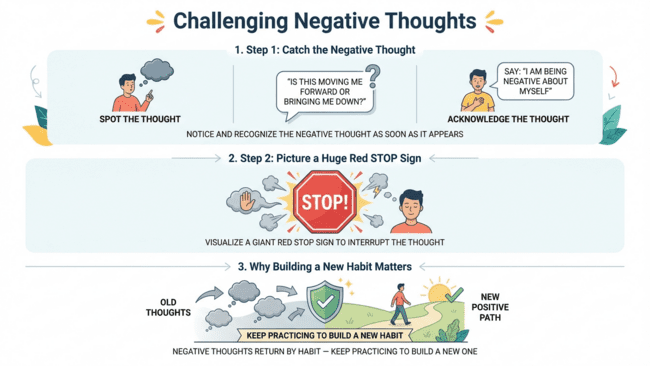 Challenging Negative Thoughts
1. Step 1: Catch the Negative Thought
"IS THIS MOVING ME
FORWARD OR
BRINGING ME DOWN?"
?
SAY: "I AM BEING
NEGATIVE ABOUT
MYSELF"
SPOT THE THOUGHT
ACKNOWLEDGE THE THOUGHT
NOTICE AND RECOGNIZE THE NEGATIVE THOUGHT AS SOON AS IT APPEARS
2. Step 2: Picture a Huge Red STOP Sign
STOP!
VISUALIZE A GIANT RED STOP SIGN TO INTERRUPT THE THOUGHT
3. Why Building a New Habit Matters
OLD
THOUGHTS
NEW
POSITIVE
PATH
KEEP PRACTICING TO BUILD A NEW HABIT
NEGATIVE THOUGHTS RETURN BY HABIT — KEEP PRACTICING TO BUILD A NEW ONE